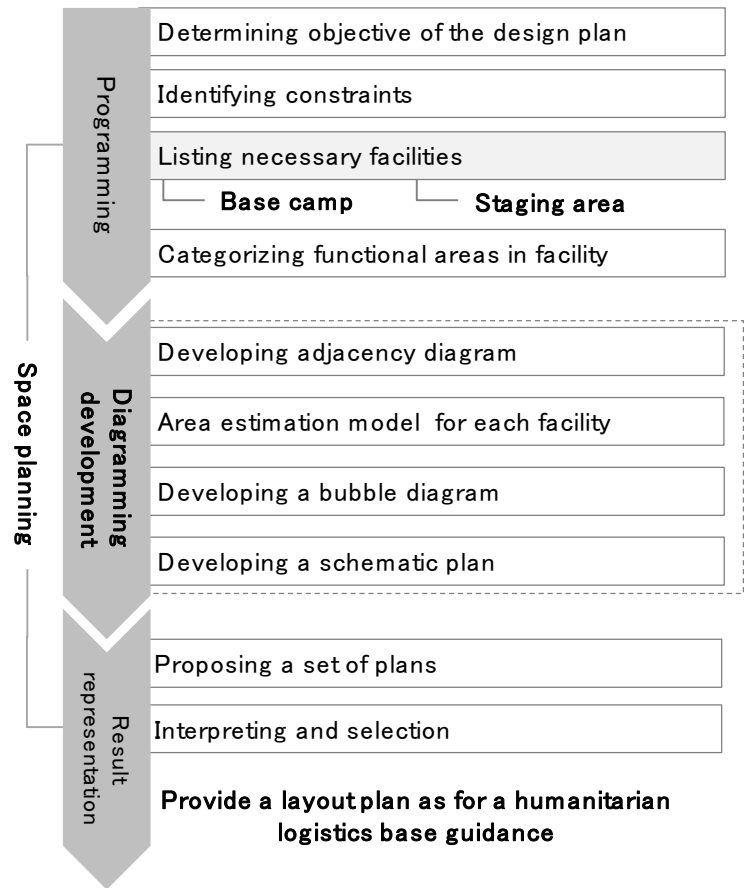 Space planning
Programming
Determining objective of the design plan
Identifying constraints
Listing necessary facilities
Base camp
Staging area
Categorizing functional areas in facility
Diagramming
development
Developing adjacency diagram
Area estimation model for each facility
Developing a bubble diagram
Developing a schematic plan
Result
representation
Proposing a set of plans
Interpreting and selection
Provide a layout plan as for a humanitarian
logistics base guidance